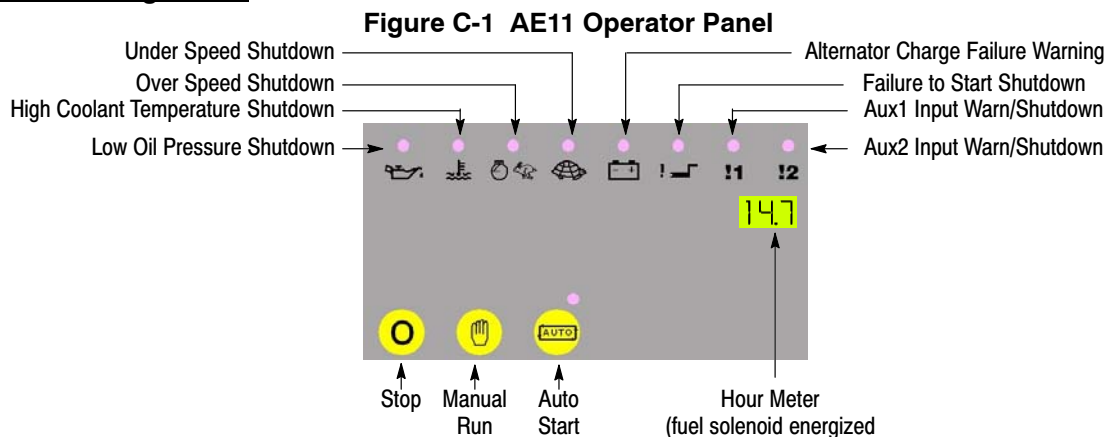 Figure C-1 AE11 Operator Panel
Under Speed Shutdown
Over Speed Shutdown
High Coolant Temperature Shutdown
Low Oil Pressure Shutdown
Alternator Charge Failure Warning
Failure to Start Shutdown
Aux1 Input Warn/Shutdown
Aux2 Input Warn/Shutdown
!
!1
!2
14.7
O
AUTO
Stop
Manual
Run
Auto
Start
Hour Meter
(fuel solenoid energized